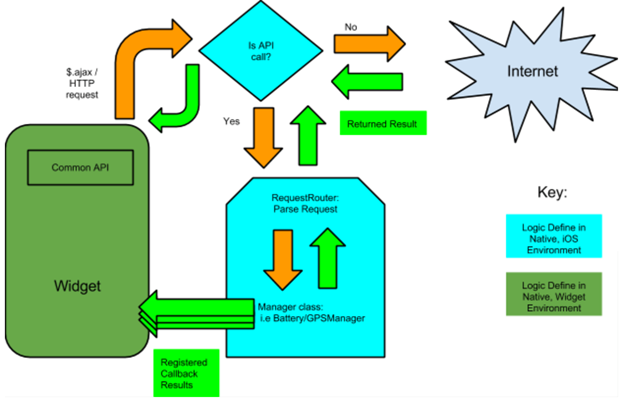 No
Is API
call?
$.ajax /
HTTP
request
Internet
Yes
Returned Result
Common API
RequestRouter:
Parse Request
Key:
Logic Define in
Native, iOS
Environment
Widget
Logic Define in
Native, Widget
Environment
Manager class:
i.e Battery/GPSManager
Registered
Callback
Results